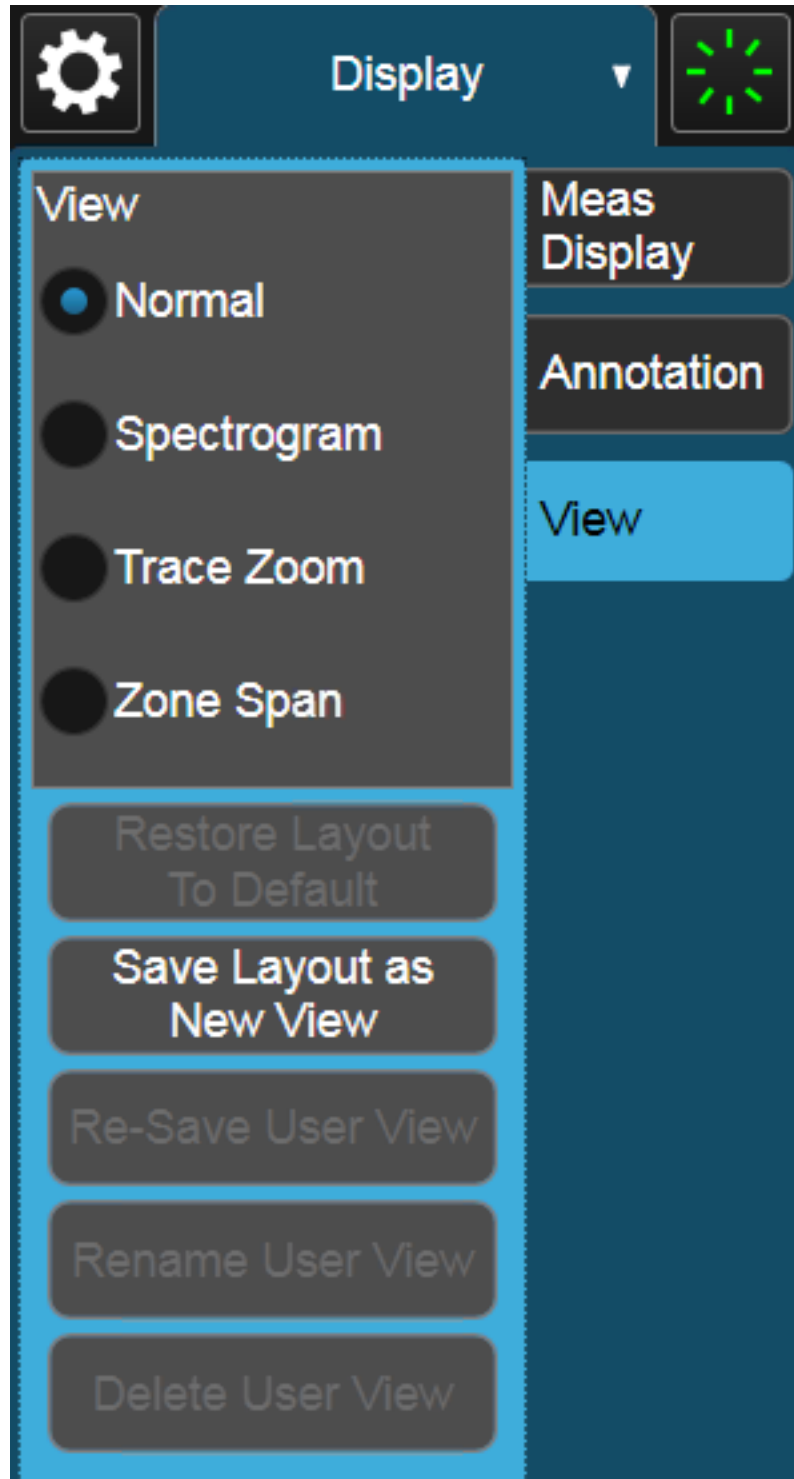 Display
View
Normal
Spectrogram
Trace Zoom
Zone Span
Restore Layout
To Default
Save Layout as
New View
Re-Save User View
Rename User View
Delete User View
Meas
Display
Annotation
View